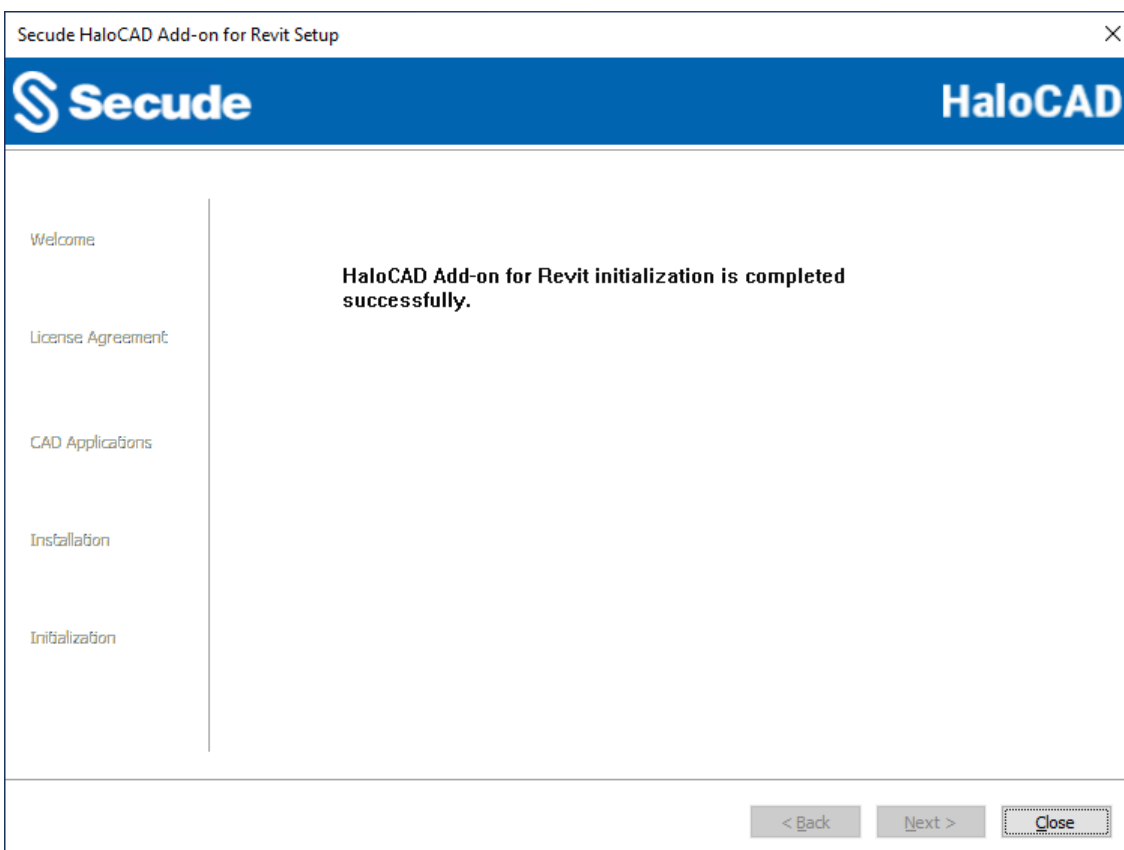 Secude HaloCAD Add-on for Revit Setup
Secude
HaloCAD
Welcome
License Agreement
CAD Applications
Installation
Initialization
HaloCAD Add-on for Revit initialization is completed
successfully.
< Back
Next >
Close